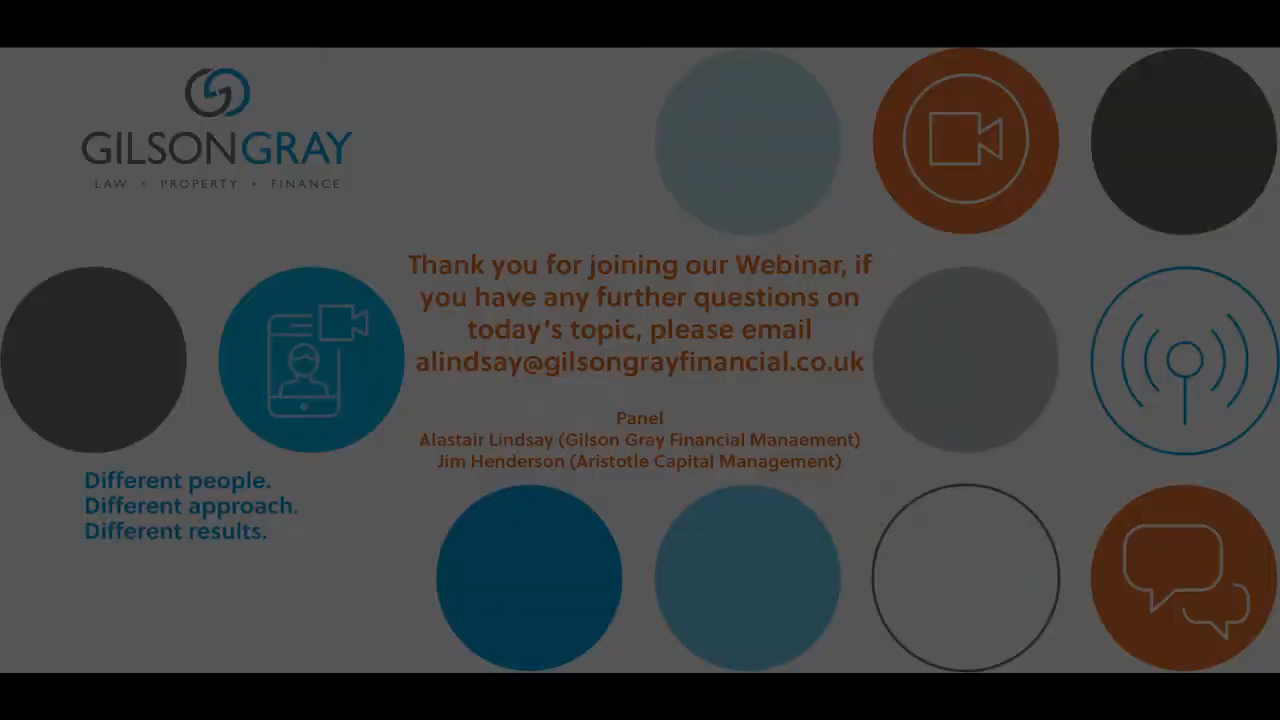 GILSONGRAY
LAW • PROPERTY • FINANCE
Thank you for joining our Webinar, if
you have any further questions on
today's topic, please email
alindsay@gilsongrayfinancial.co.uk
Panel
Alastair Lindsay (Gilson Gray Financial Manaement)
Jim Henderson (Aristotle Capital Management)
Different people.
Different approach.
Different results.